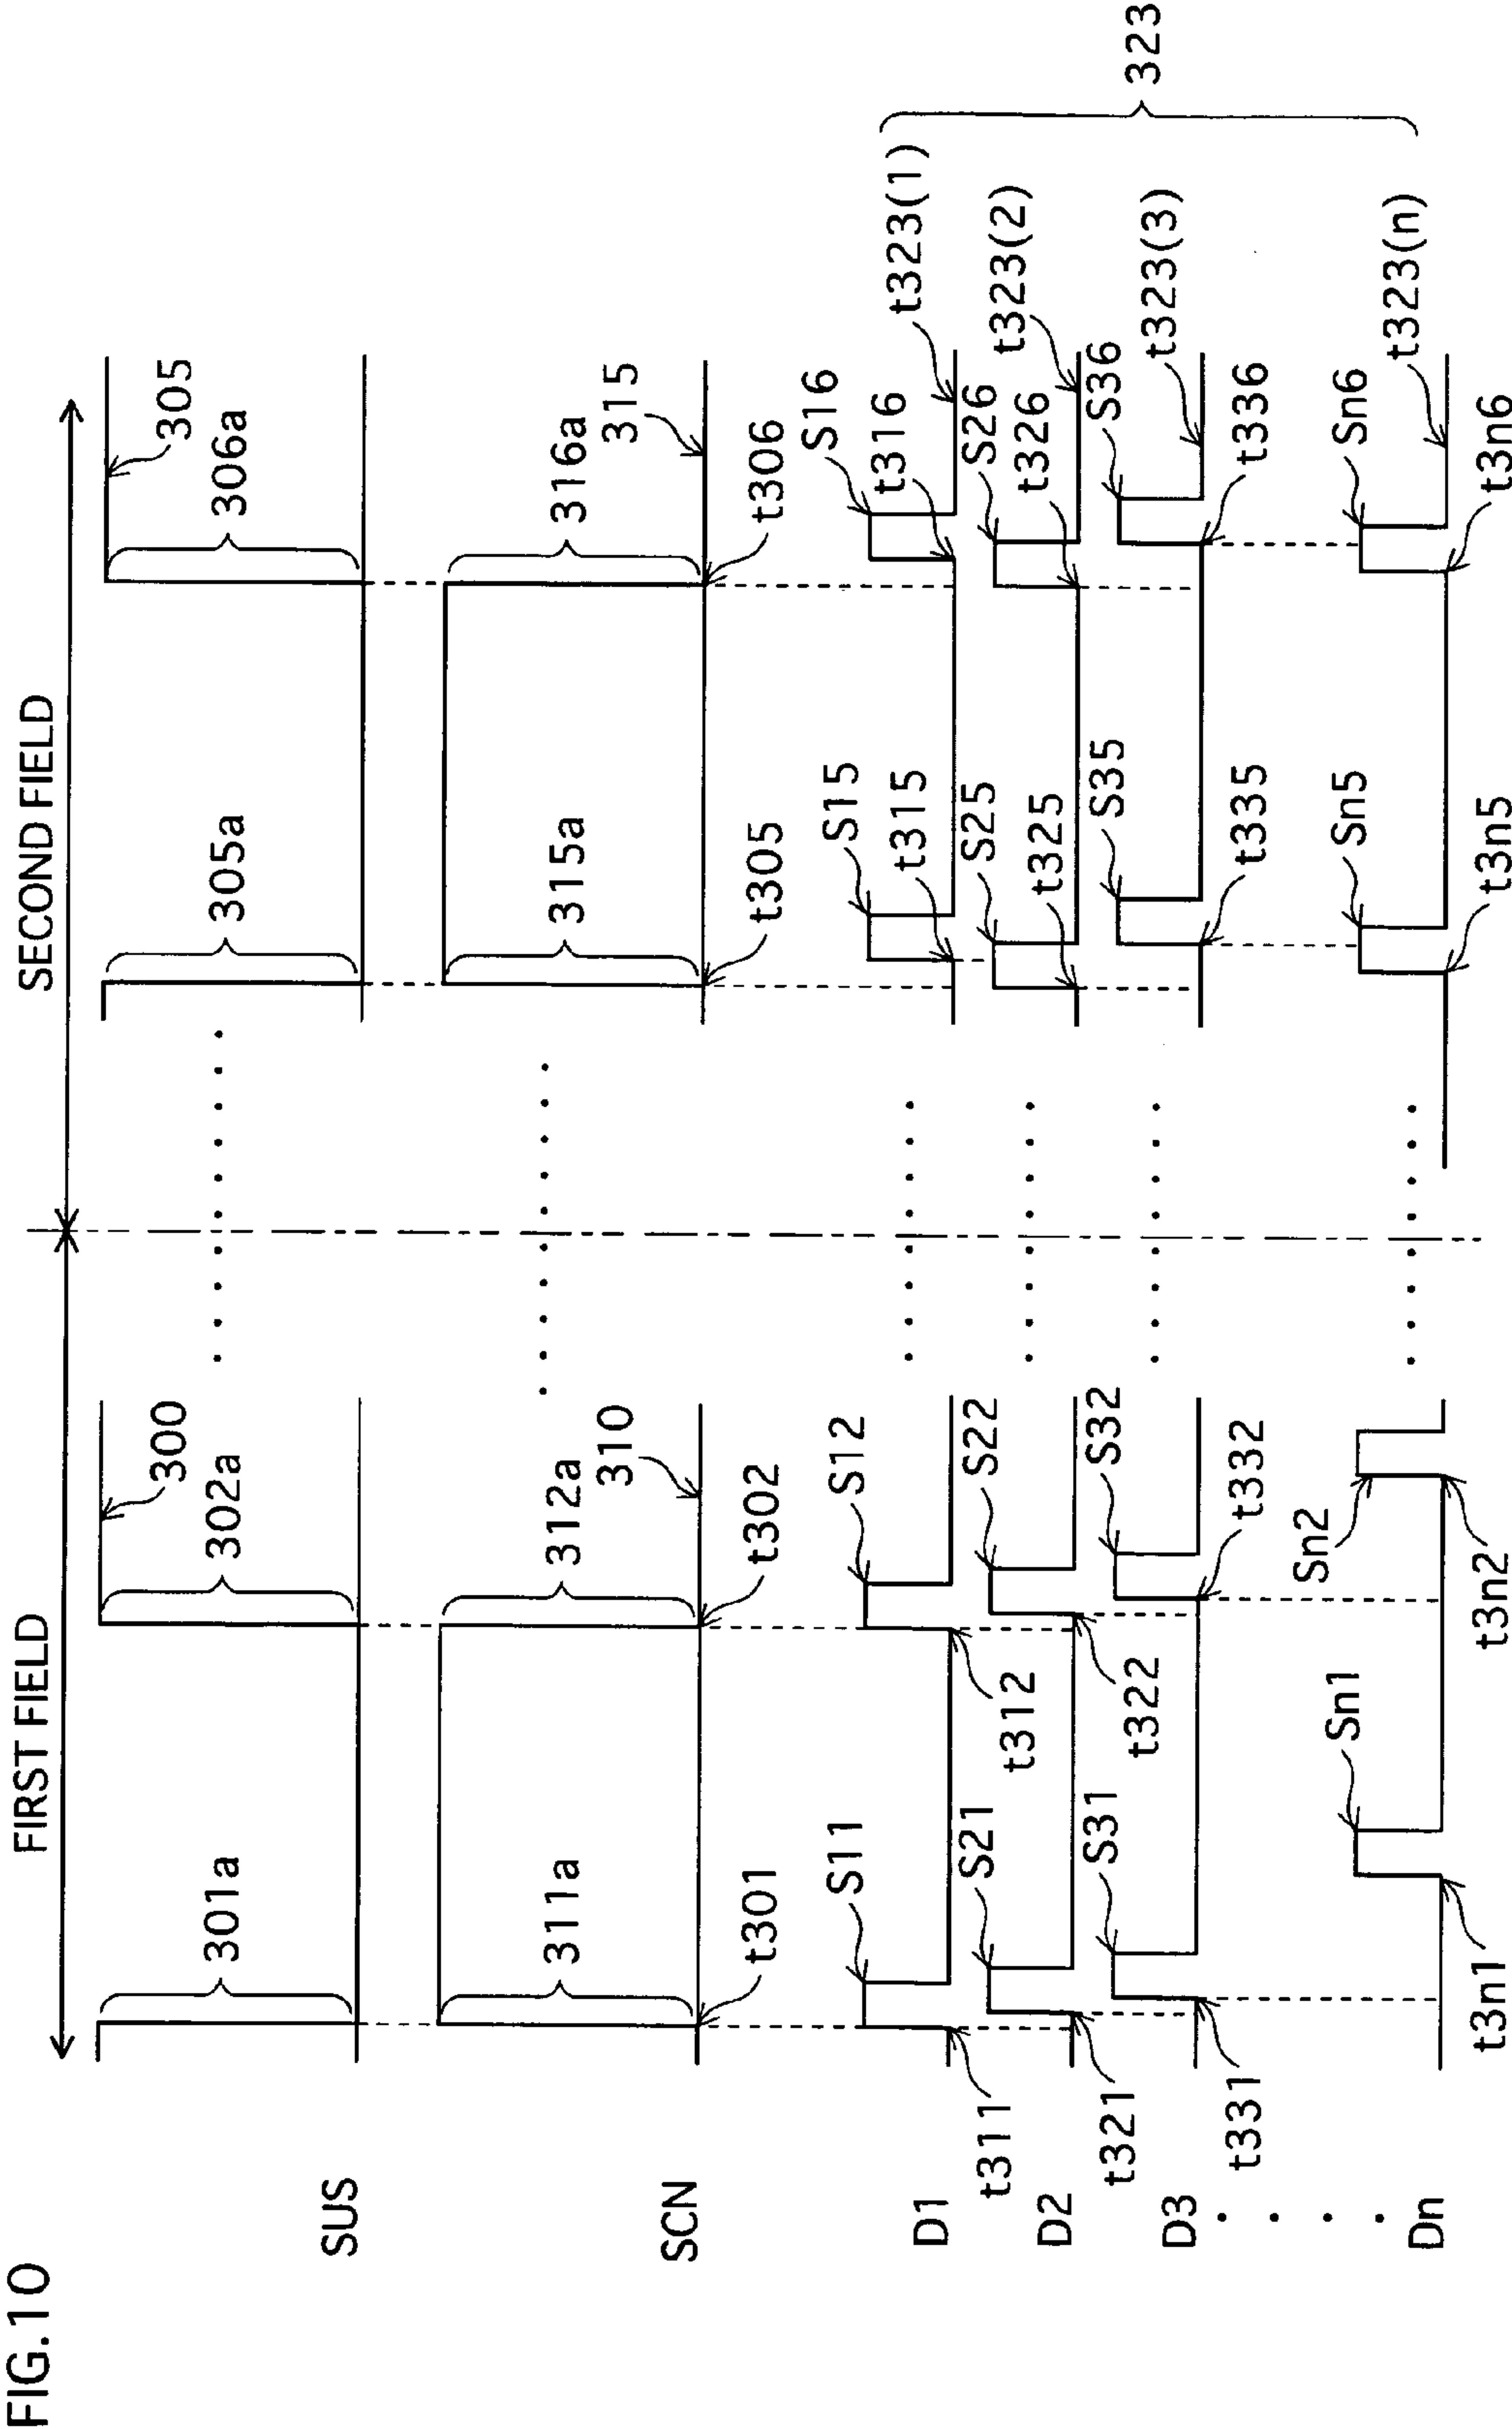 FIG.10
FIRST FIELD
SECOND FIELD
SUS
301a
302a
300
305a
306a
305
SCN
311a
312a
310
315a
316a
315
t301
t302
t305
t306
D1
S11
S12
S15
S16
t311
t312
t315
t316
t323(1)
D2
S21
S22
S25
S26
t321
t322
t325
t326
t323(2)
D3
S31
S32
S35
S36
t331
t332
t335
t336
t323(3)
323
Dn
Sn1
Sn2
Sn5
Sn6
t3n1
t3n2
t3n5
t3n6
t323(n)